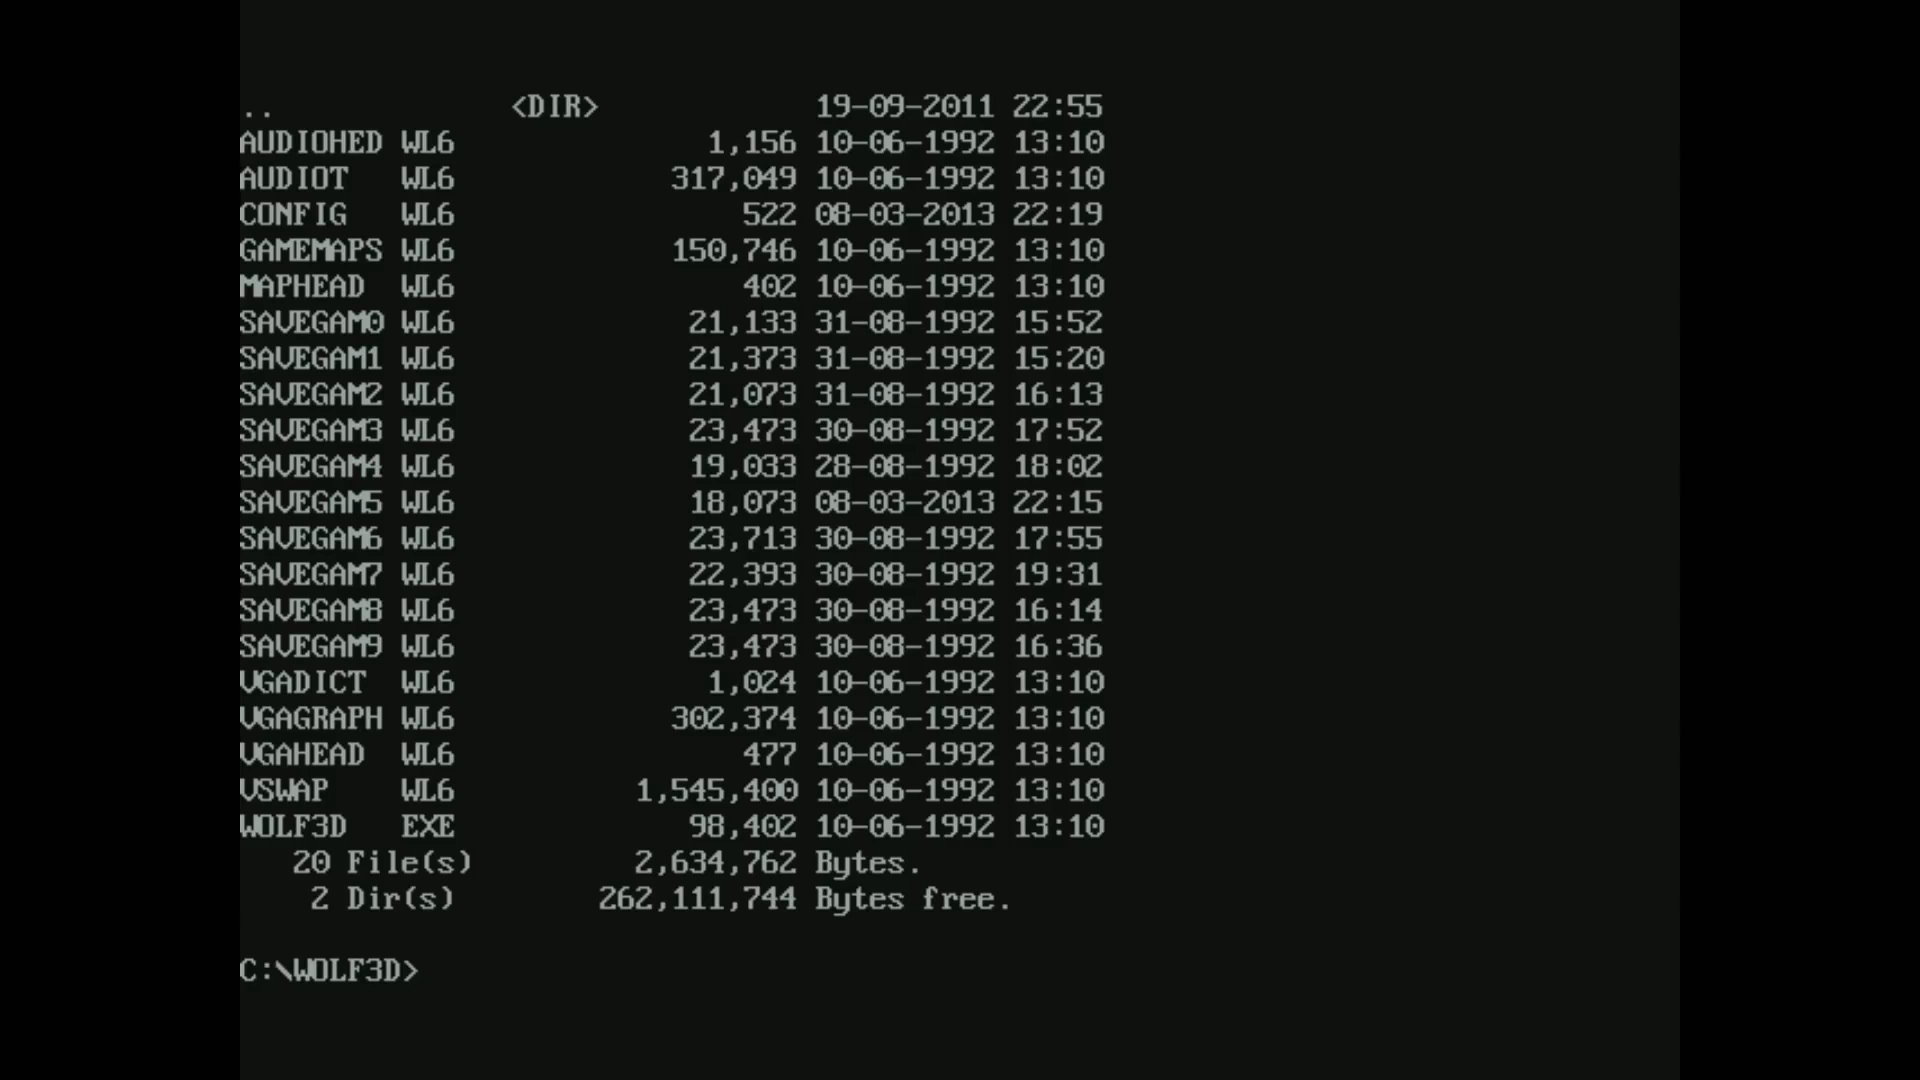 ..              <DIR>            19-09-2011 22:55
AUDIOHED WL6              1,156 10-06-1992 13:10
AUDIOT   WL6            317,049 10-06-1992 13:10
CONFIG   WL6                522 08-03-2013 22:19
GAMEMAPS WL6            150,746 10-06-1992 13:10
MAPHEAD  WL6                402 10-06-1992 13:10
SAVEGAM0 WL6             21,133 31-08-1992 15:52
SAVEGAM1 WL6             21,373 31-08-1992 15:20
SAVEGAM2 WL6             21,073 31-08-1992 16:13
SAVEGAM3 WL6             23,473 30-08-1992 17:52
SAVEGAM4 WL6             19,033 28-08-1992 18:02
SAVEGAM5 WL6             18,073 08-03-2013 22:15
SAVEGAM6 WL6             23,713 30-08-1992 17:55
SAVEGAM7 WL6             22,393 30-08-1992 19:31
SAVEGAM8 WL6             23,473 30-08-1992 16:14
SAVEGAM9 WL6             23,473 30-08-1992 16:36
VGADICT  WL6              1,024 10-06-1992 13:10
VGAGRAPH WL6            302,374 10-06-1992 13:10
VGAHEAD  WL6                477 10-06-1992 13:10
VSWAP    WL6          1,545,400 10-06-1992 13:10
WOLF3D   EXE             98,402 10-06-1992 13:10
   20 File(s)         2,634,762 Bytes.
    2 Dir(s)        262,111,744 Bytes free.
C:\WOLF3D>